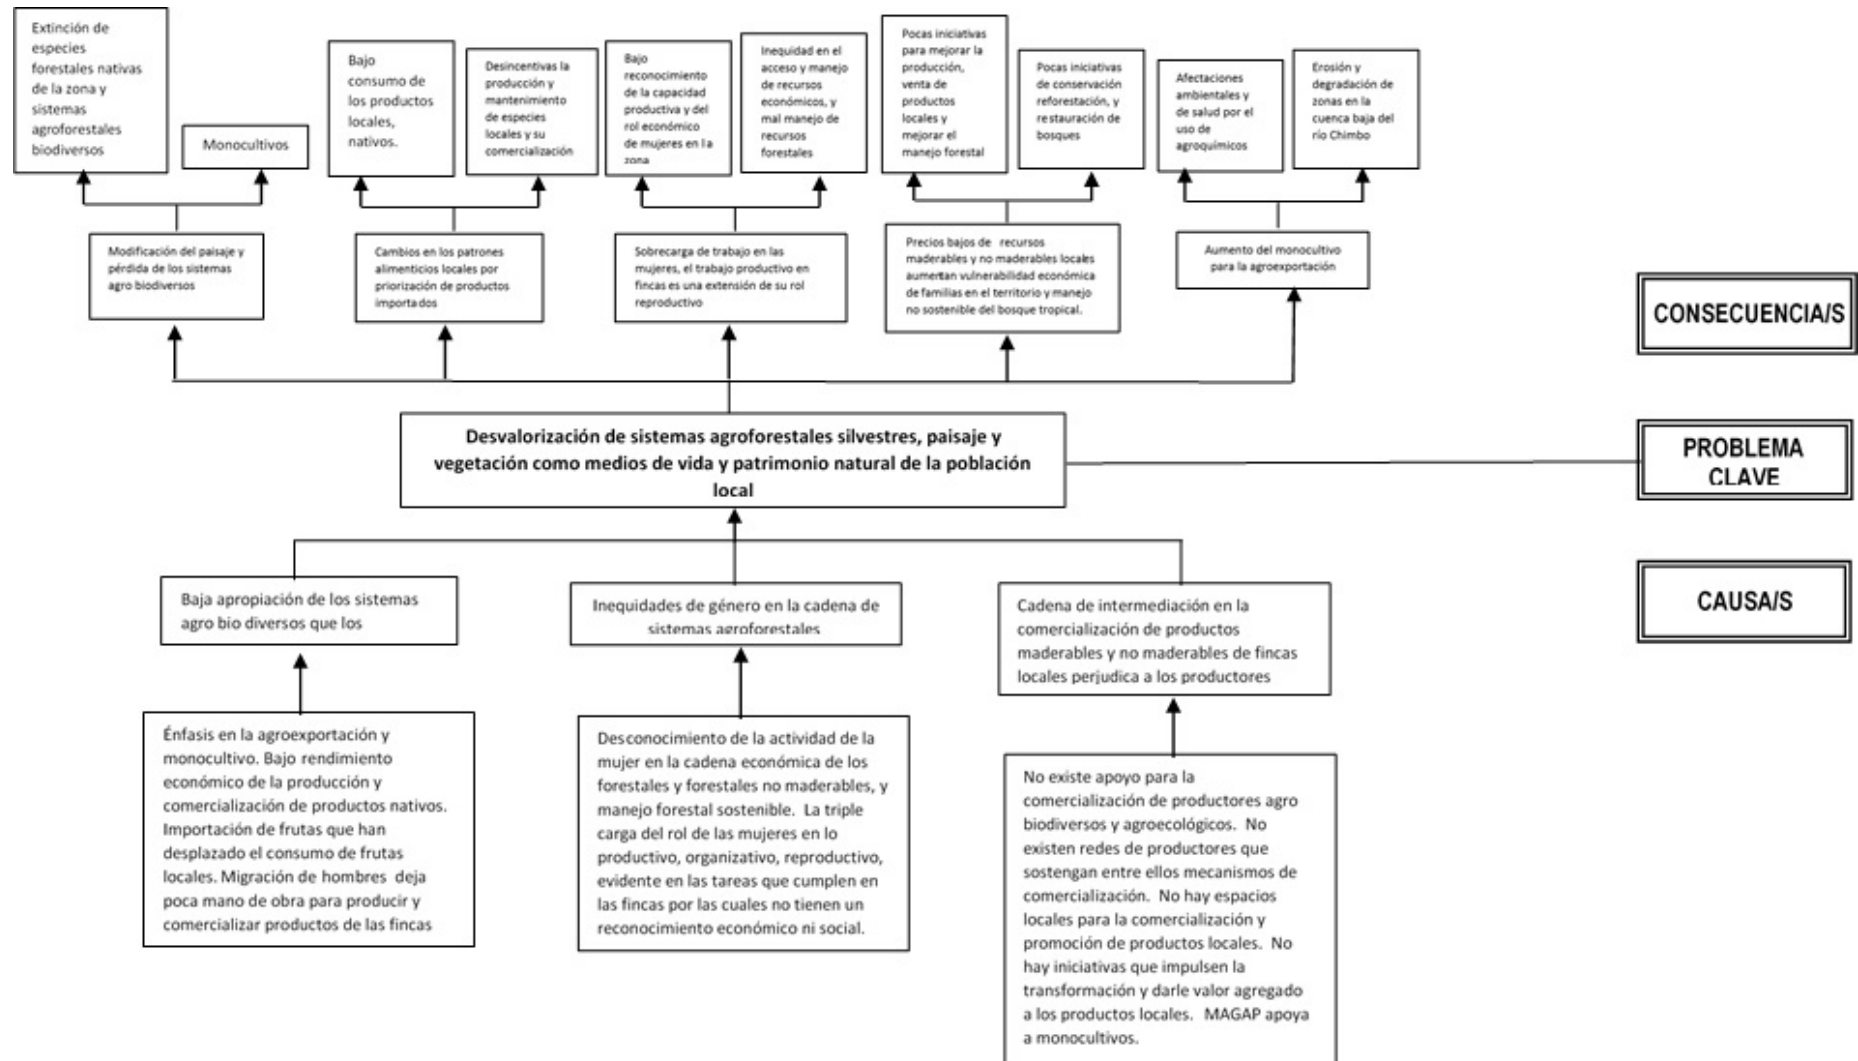 Extinción de
especies
forestales nativas
de la zona y
sistemas
agroforestales
biodiversos
Monocultivos
Bajo
consumo de
los productos
locales,
nativos.
Desincentivas la
producción y
mantenimiento
de especies
locales y su
comercialización
Bajo
reconocimiento
de la capacidad
productiva y del
rol económico
de mujeres en la
zona
Inequidad en el
acceso y manejo
de recursos
económicos, y
mal manejo de
recursos
forestales
Pocas iniciativas
para mejorar la
producción,
venta de
productos
locales y
mejorar el
manejo forestal
Pocas iniciativas
de conservación
reforestación, y
restauración de
bosques
Afectaciones
ambientales y
de salud por el
uso de
agroquímicos
Erosión y
degradación de
zonas en la
cuenca baja del
río Chimbo
Modificación del paisaje y
pérdida de los sistemas
agro biodiversos
Cambios en los patrones
alimenticios locales por
priorización de productos
importados
Sobrecarga de trabajo en las
mujeres, el trabajo productivo en
fincas es una extensión de su rol
reproductivo
Precios bajos de recursos
maderables y no maderables locales
aumentan vulnerabilidad económica
de familias en el territorio y manejo
no sostenible del bosque tropical.
Aumento del monocultivo
para la agroexportación
CONSECUENCIA/S
Desvalorización de sistemas agroforestales silvestres, paisaje y
vegetación como medios de vida y patrimonio natural de la población
local
PROBLEMA
CLAVE
Baja apropiación de los sistemas
agro bio diversos que los
Inequidades de género en la cadena de
sistemas agroforestales
Cadena de intermediación en la
comercialización de productos
maderables y no maderables de fincas
locales perjudica a los productores
CAUSA/S
Énfasis en la agroexportación y
monocultivo. Bajo rendimiento
económico de la producción y
comercialización de productos nativos.
Importación de frutas que han
desplazado el consumo de frutas
locales. Migración de hombres deja
poca mano de obra para producir y
comercializar productos de las fincas
Desconocimiento de la actividad de la
mujer en la cadena económica de los
forestales y forestales no maderables, y
manejo forestal sostenible. La triple
carga del rol de las mujeres en lo
productivo, organizativo, reproductivo,
evidente en las tareas que cumplen en
las fincas por las cuales no tienen un
reconocimiento económico ni social.
No existe apoyo para la
comercialización de productores agro
biodiversos y agroecológicos. No
existen redes de productores que
sostengan entre ellos mecanismos de
comercialización. No hay espacios
locales para la comercialización y
promoción de productos locales. No
hay iniciativas que impulsen la
transformación y darle valor agregado
a los productos locales. MAGAP apoya
a monocultivos.